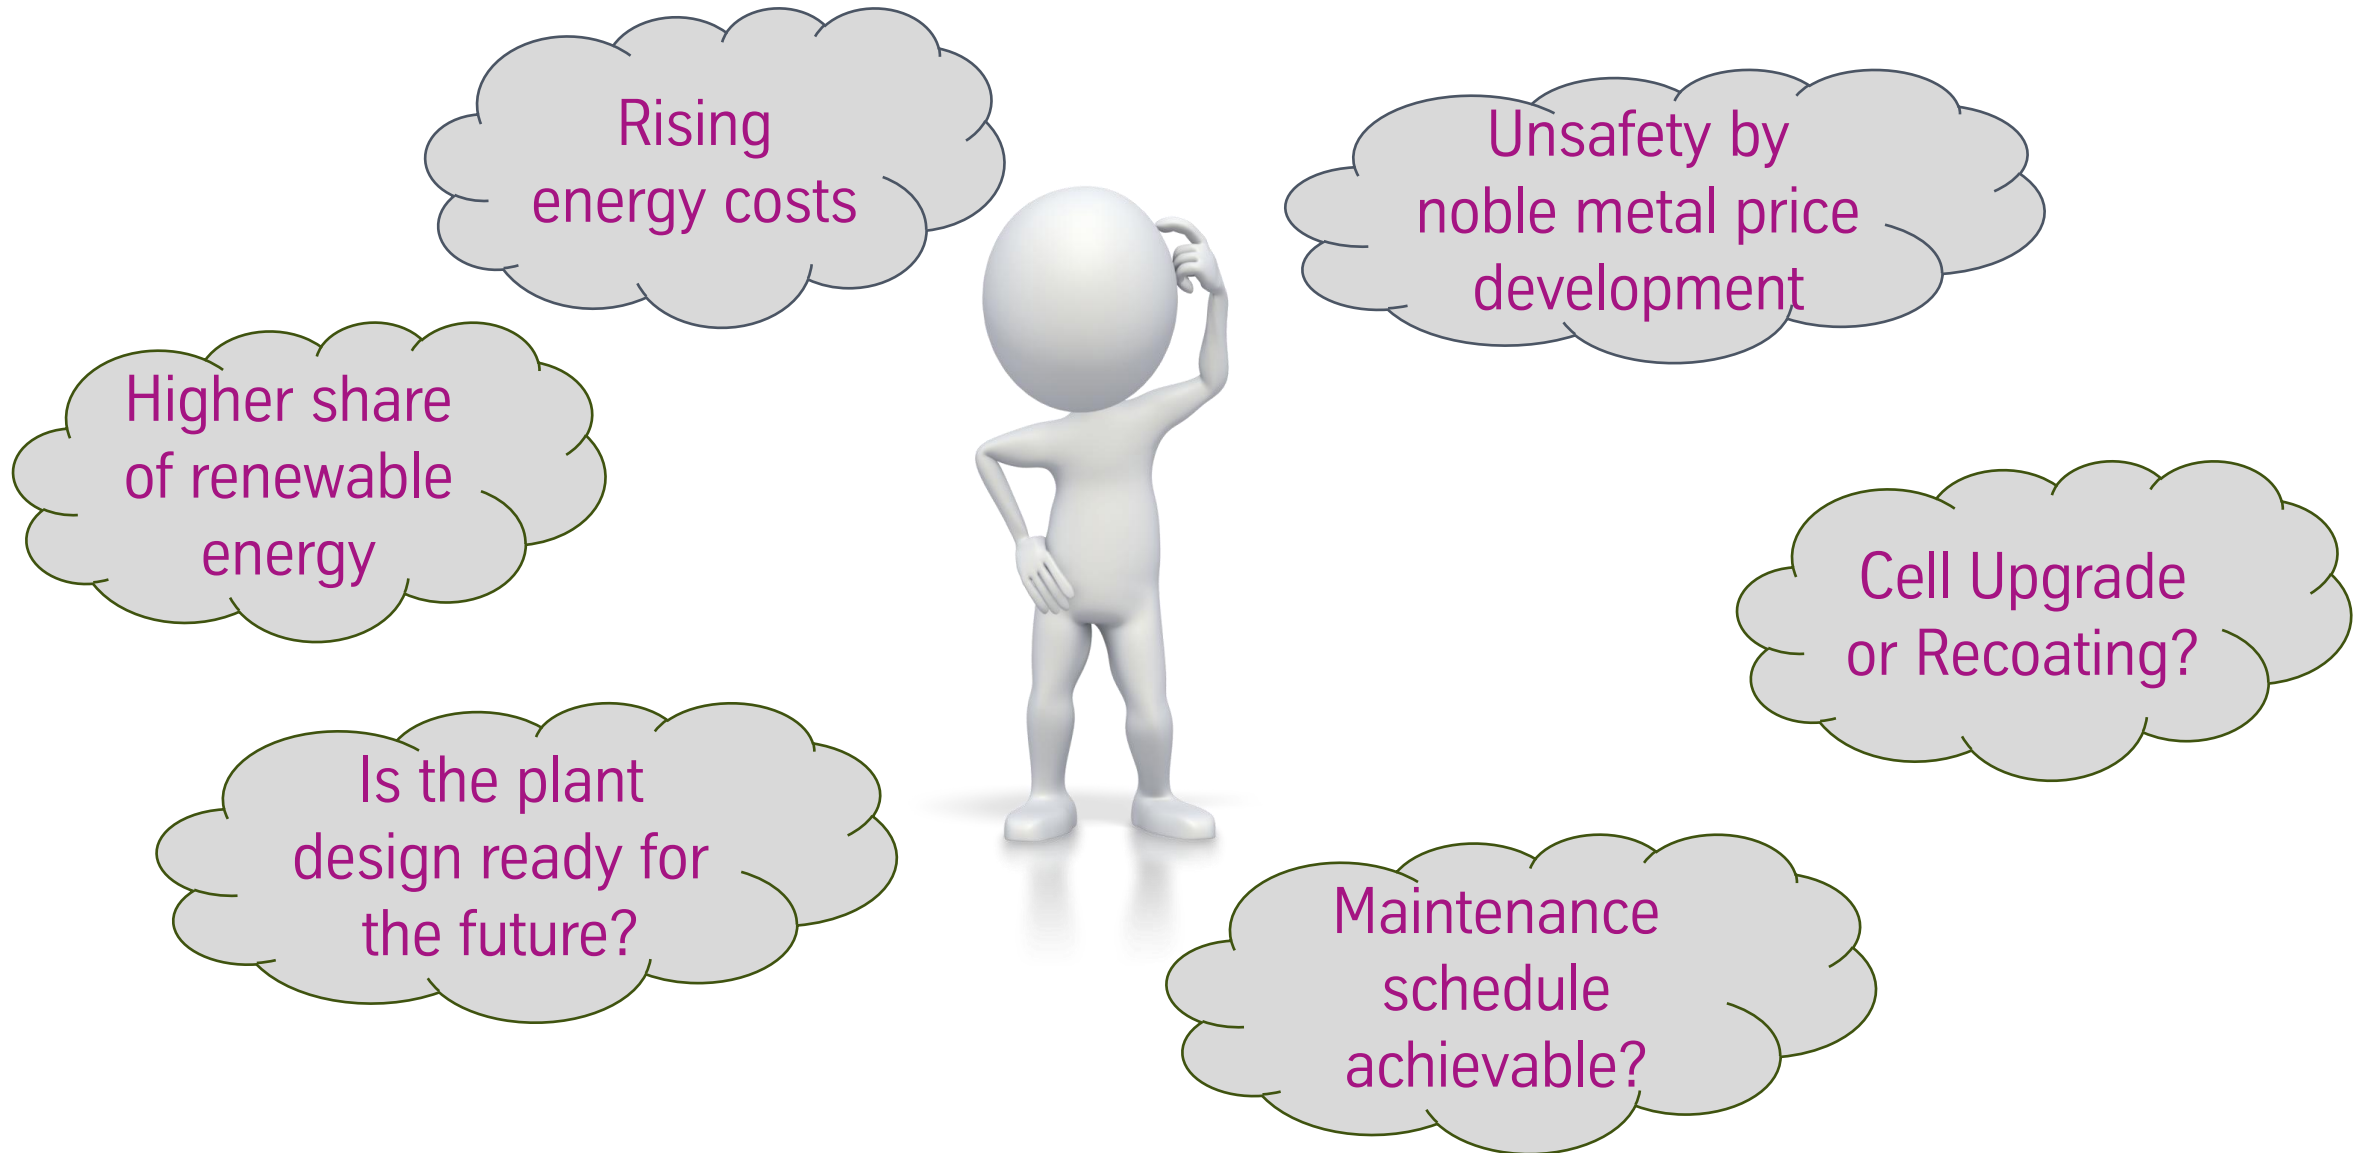 Rising
energy costs
Unsafety by
noble metal price
development
Higher share
of renewable
energy
Cell Upgrade
or Recoating?
Is the plant
design ready for
the future?
Maintenance
schedule
achievable?